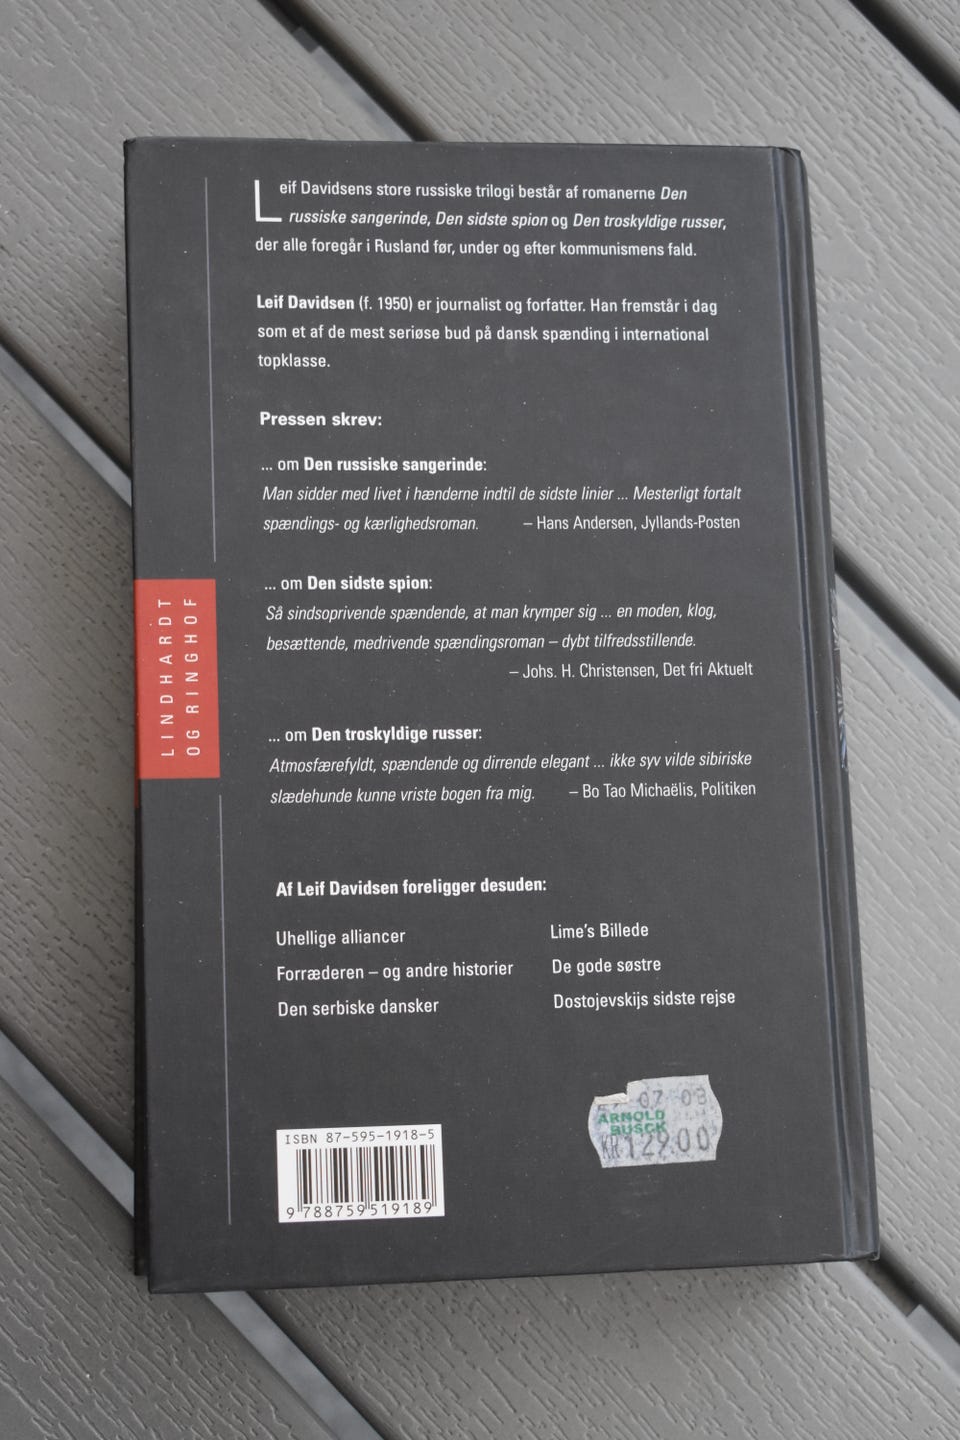 Leif Davidsens store russiske trilogi består af romanerne Den
russiske sangerinde, Den sidste spion og Den troskyldige russer,
der alle foregår i Rusland før, under og efter kommunismens fald.
Leif Davidsen (f. 1950) er journalist og forfatter. Han fremstår i dag
som et af de mest seriøse bud på dansk spænding i international
topklasse.
Pressen skrev:
... om Den russiske sangerinde:
Man sidder med livet i hænderne indtil de sidste linier ... Mesterligt fortalt
spændings- og kærlighedsroman. – Hans Andersen, Jyllands-Posten
... om Den sidste spion:
Så sindsoprivende spændende, at man krymper sig ... en moden, klog,
besættende, medrivende spændingsroman – dybt tilfredsstillende.
– Johs. H. Christensen, Det fri Aktuelt
... om Den troskyldige russer:
Atmosfærefyldt, spændende og dirrende elegant ... ikke syv vilde sibiriske
slædehunde kunne vriste bogen fra mig. – Bo Tao Michaëlis, Politiken
LINDHARDT
OG RINGHOF
Af Leif Davidsen foreligger desuden:
Uhellige alliancer
Forræderen – og andre historier
Den serbiske dansker
Lime's Billede
De gode søstre
Dostojevskijs sidste rejse
07 03
ARNOLD
BUSCK
KR 129.00
ISBN 87-595-1918-5
9 788759 519189